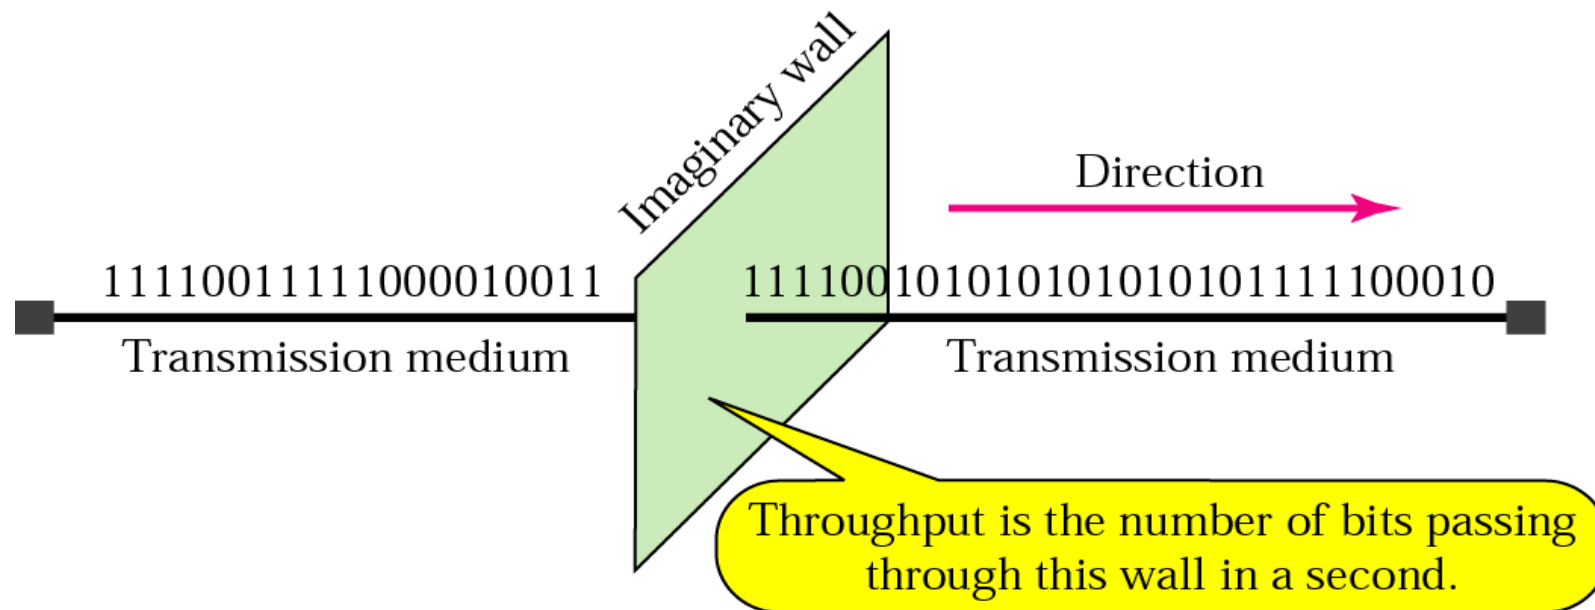 Imaginary wall
Direction
11110011111000010011
111100101010101010101111100010
Transmission medium
Transmission medium
Throughput is the number of bits passing
through this wall in a second.